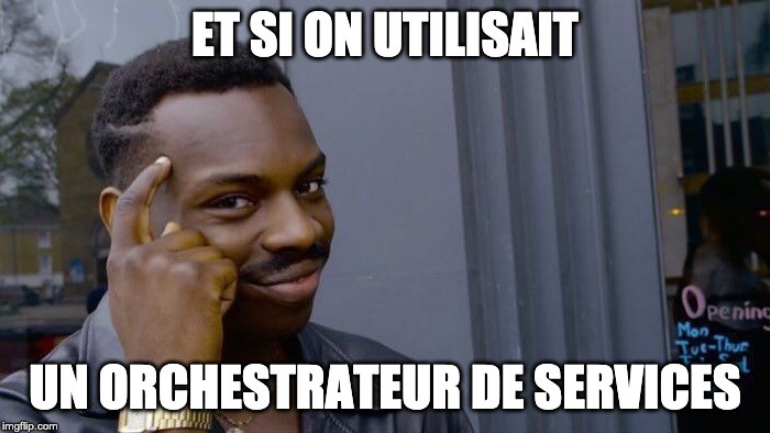 ET SI ON UTILISAIT
Opening
Mon
Tue-Thur
UN ORCHESTRATEUR DE SERVICES
imgflip.com